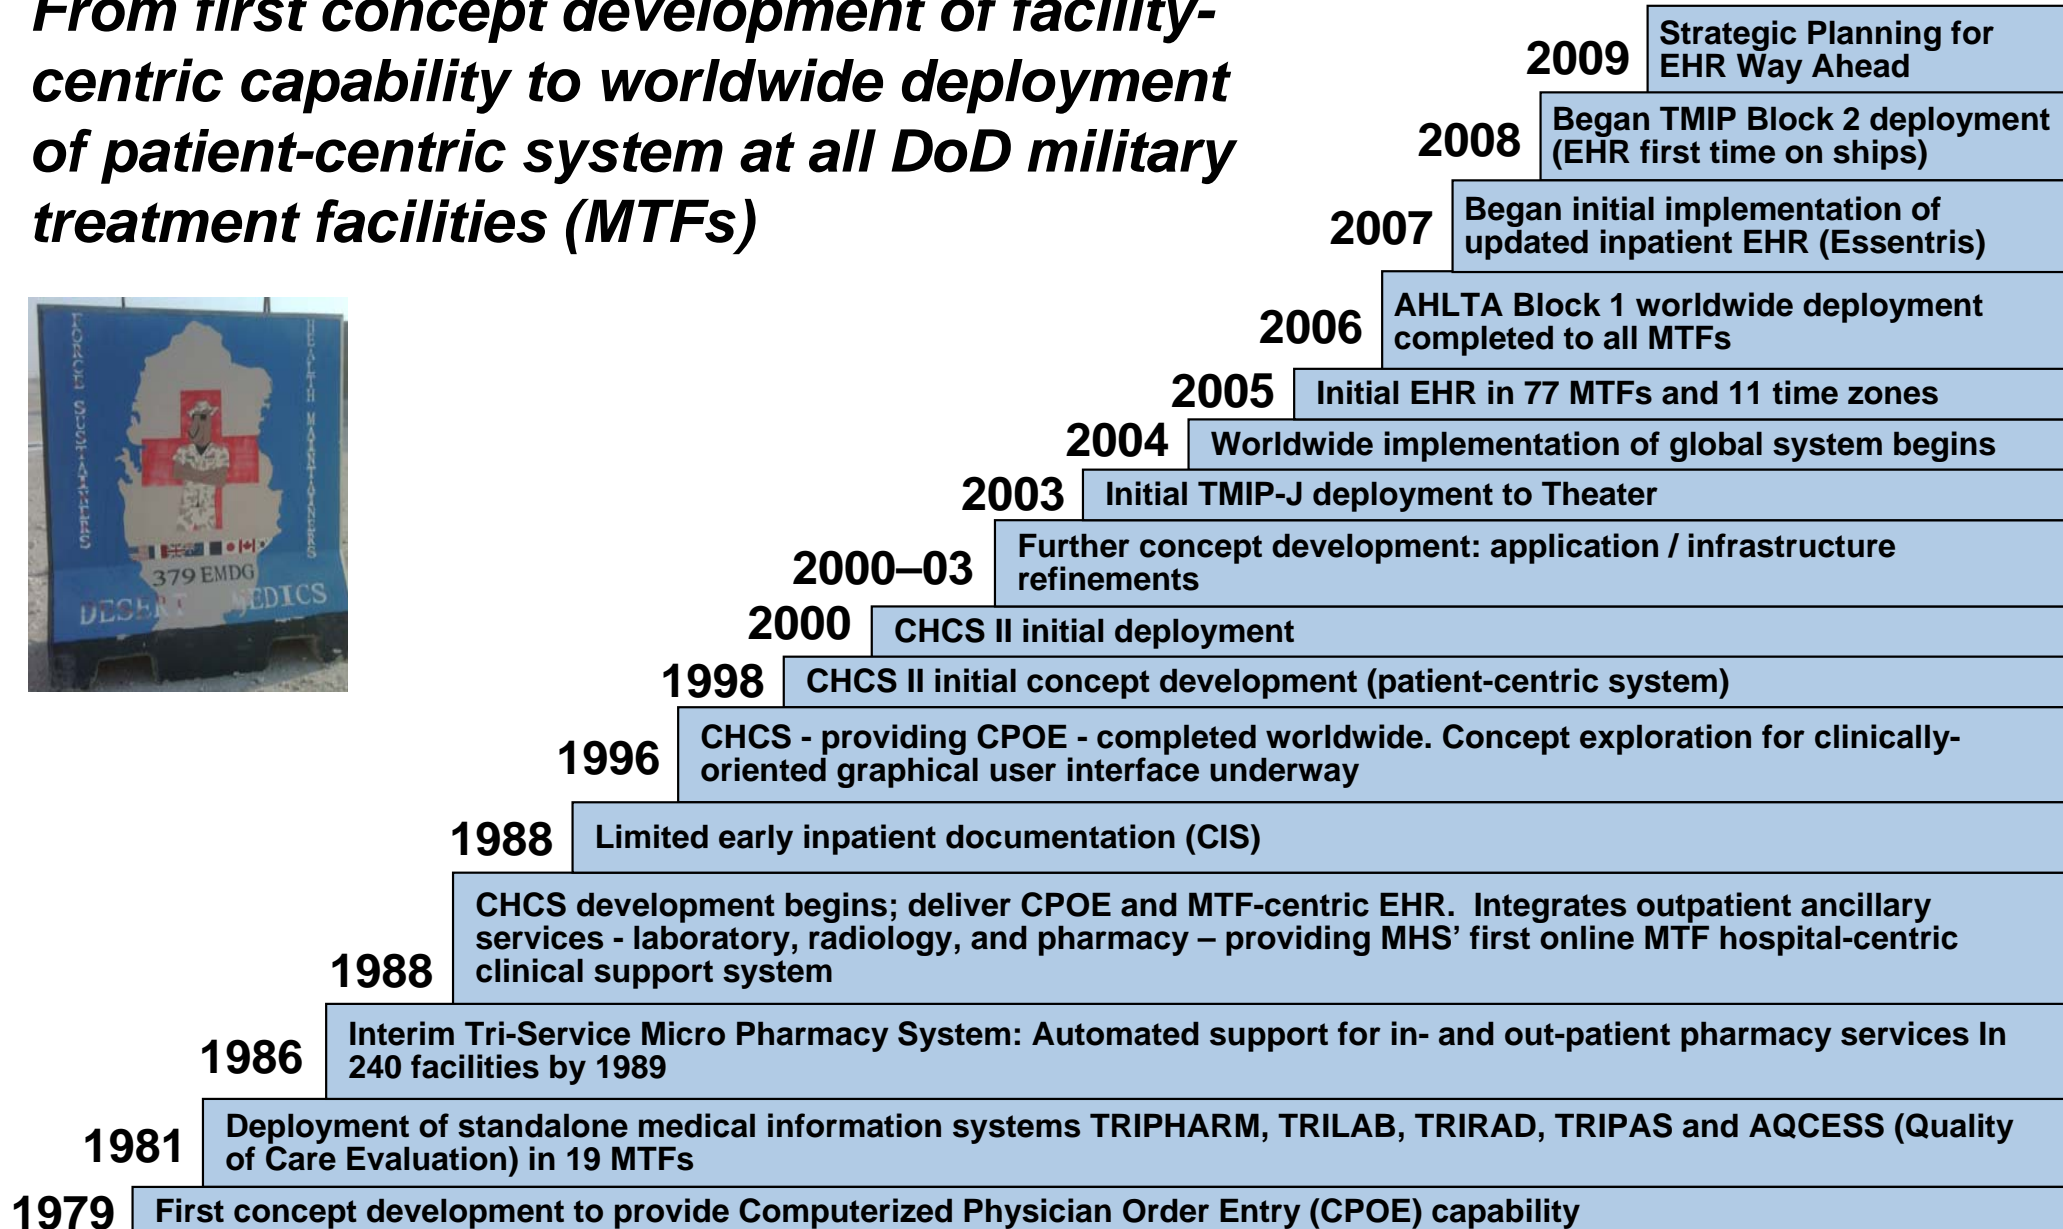 From first concept development of facility-
centric capability to worldwide deployment
of patient-centric system at all DoD military
treatment facilities (MTFs)
2009
Strategic Planning for
EHR Way Ahead
2008
Began TMIP Block 2 deployment
(EHR first time on ships)
2007
Began initial implementation of
updated inpatient EHR (Essentris)
2006
AHLTA Block 1 worldwide deployment
completed to all MTFs
2005
Initial EHR in 77 MTFs and 11 time zones
2004
Worldwide implementation of global system begins
2003
Initial TMIP-J deployment to Theater
2000–03
Further concept development: application / infrastructure
refinements
2000
CHCS II initial deployment
1998
CHCS II initial concept development (patient-centric system)
1996
CHCS - providing CPOE - completed worldwide. Concept exploration for clinically-
oriented graphical user interface underway
1988
Limited early inpatient documentation (CIS)
1988
CHCS development begins; deliver CPOE and MTF-centric EHR.  Integrates outpatient ancillary
services - laboratory, radiology, and pharmacy – providing MHS’ first online MTF hospital-centric
clinical support system
1986
Interim Tri-Service Micro Pharmacy System: Automated support for in- and out-patient pharmacy services In
240 facilities by 1989
1981
Deployment of standalone medical information systems TRIPHARM, TRILAB, TRIRAD, TRIPAS and AQCESS (Quality
of Care Evaluation) in 19 MTFs
1979
First concept development to provide Computerized Physician Order Entry (CPOE) capability
FORCE SUSTAINERS
HEALTH MAINTAINERS
379 EMDG
DESERT MEDICS